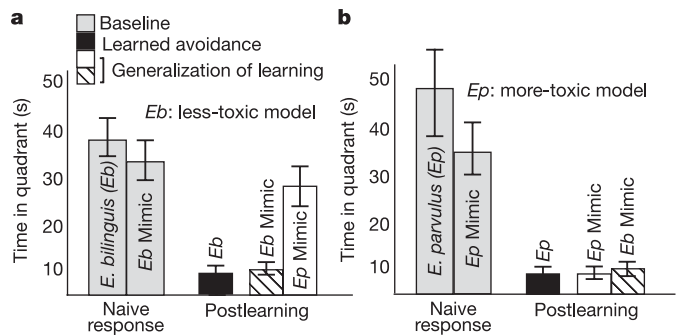 a
Baseline
Learned avoidance
Generalization of learning
Eb: less-toxic model
Time in quadrant (s)
50
40
30
20
10
E. bilinguis (Eb)
Eb Mimic
Eb
Eb Mimic
Ep Mimic
Naive
response
Postlearning
b
Ep: more-toxic model
Time in quadrant (s)
50
40
30
20
10
E. parvulus (Ep)
Ep Mimic
Ep
Ep Mimic
Eb Mimic
Naive
response
Postlearning